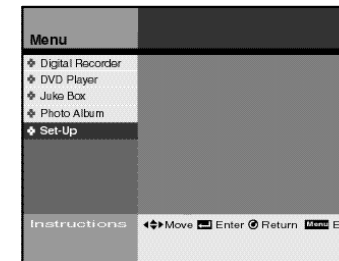 Menu
Digital Recorder
DVD Player
Juke Box
Photo Album
Set-Up
Instructions Move Enter Return Menu E